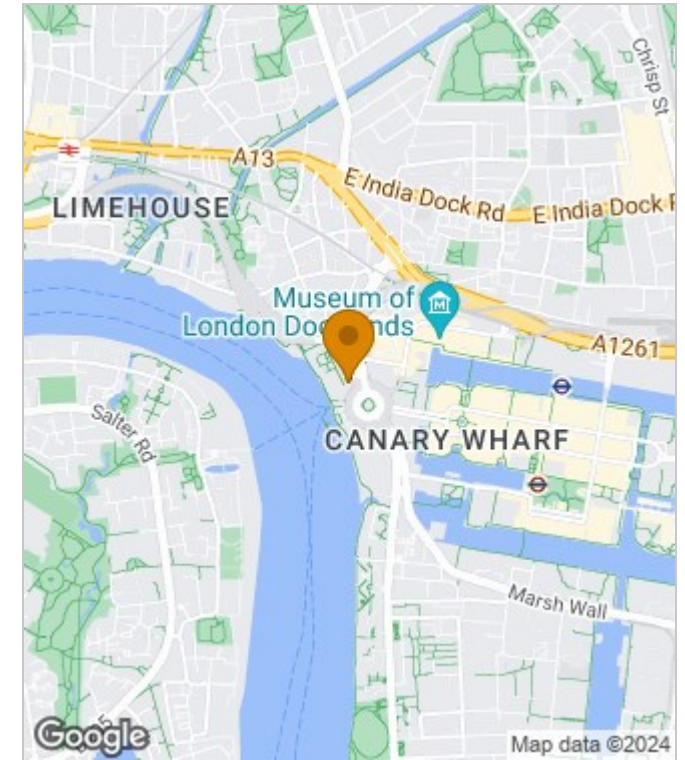 Chrisp St
A13
E India Dock Rd
E India Dock
LIMEHOUSE
Museum of
London
A1261
Salter Rd
CANARY WHARF
Marsh Wall
Google
Map data ©2024